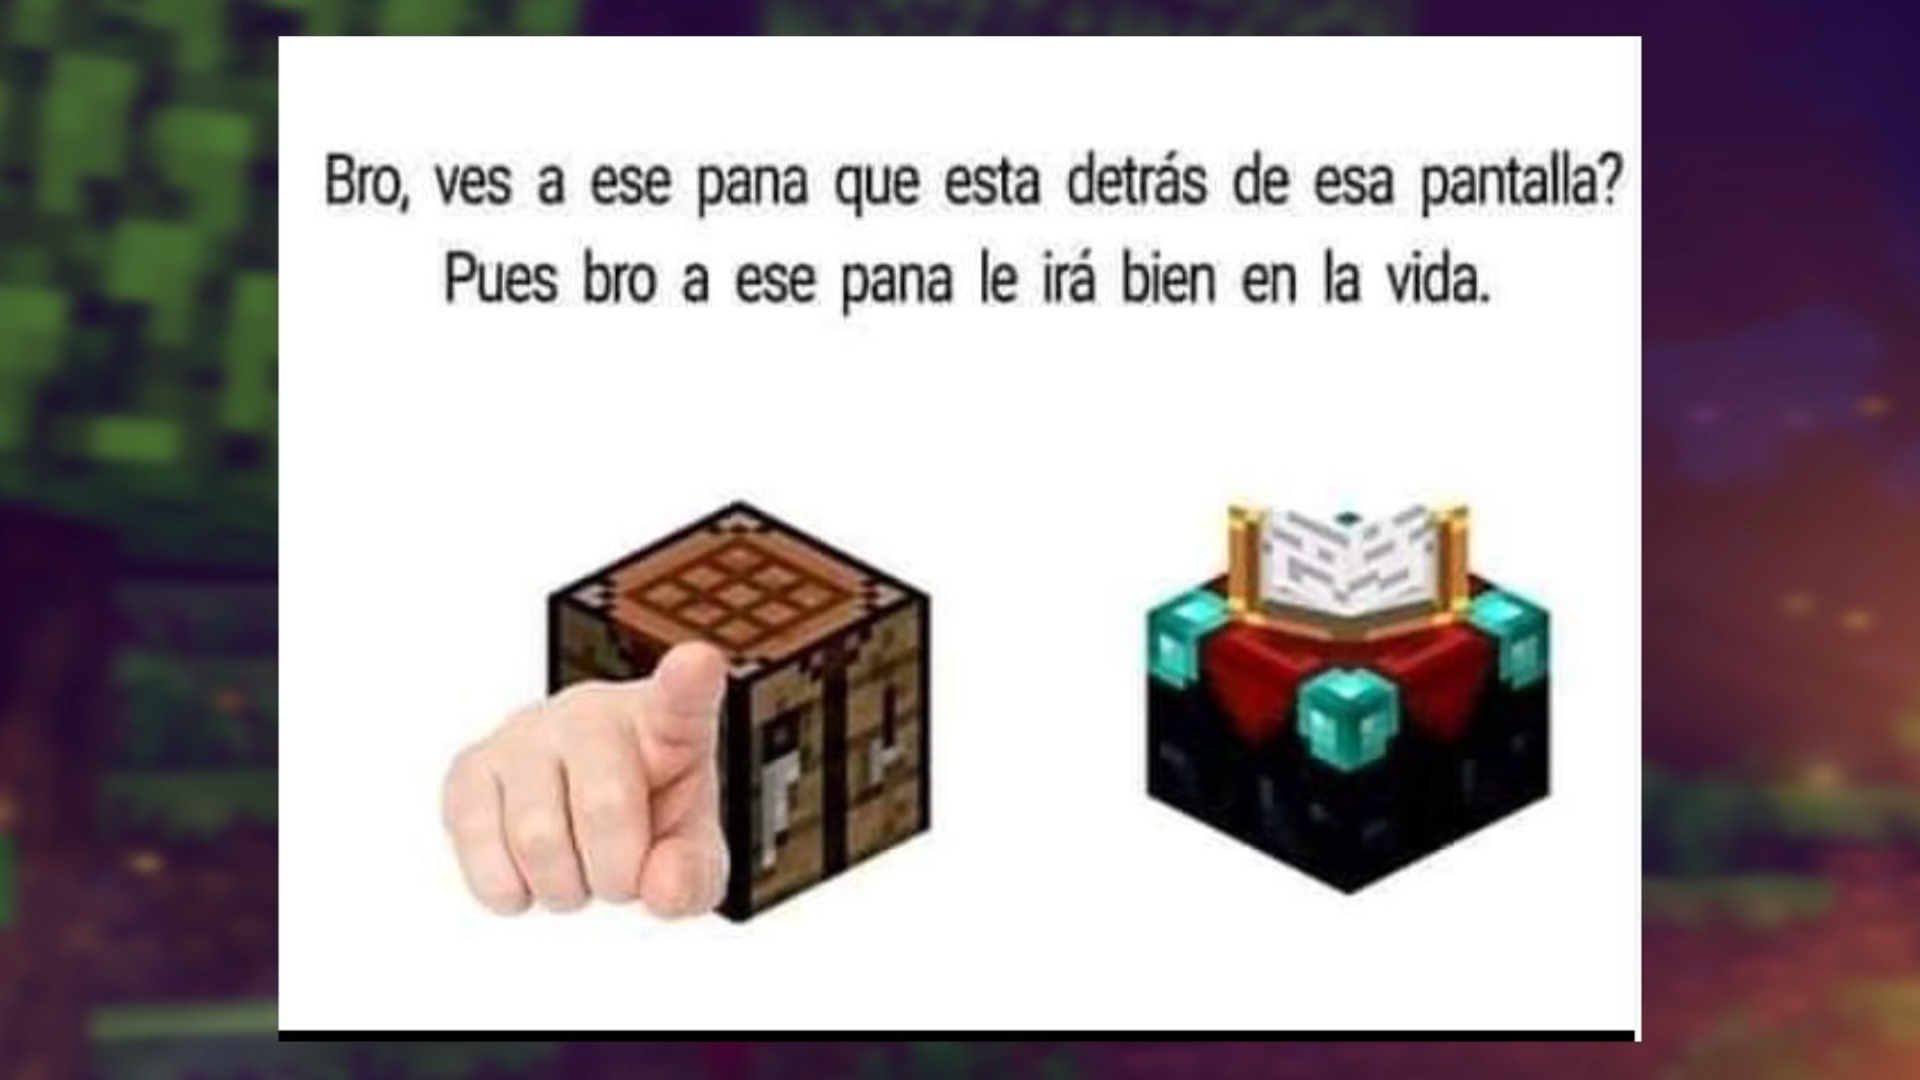 Bro, ves a ese pana que esta detrás de esa pantalla?
Pues bro a ese pana le irá bien en la vida.